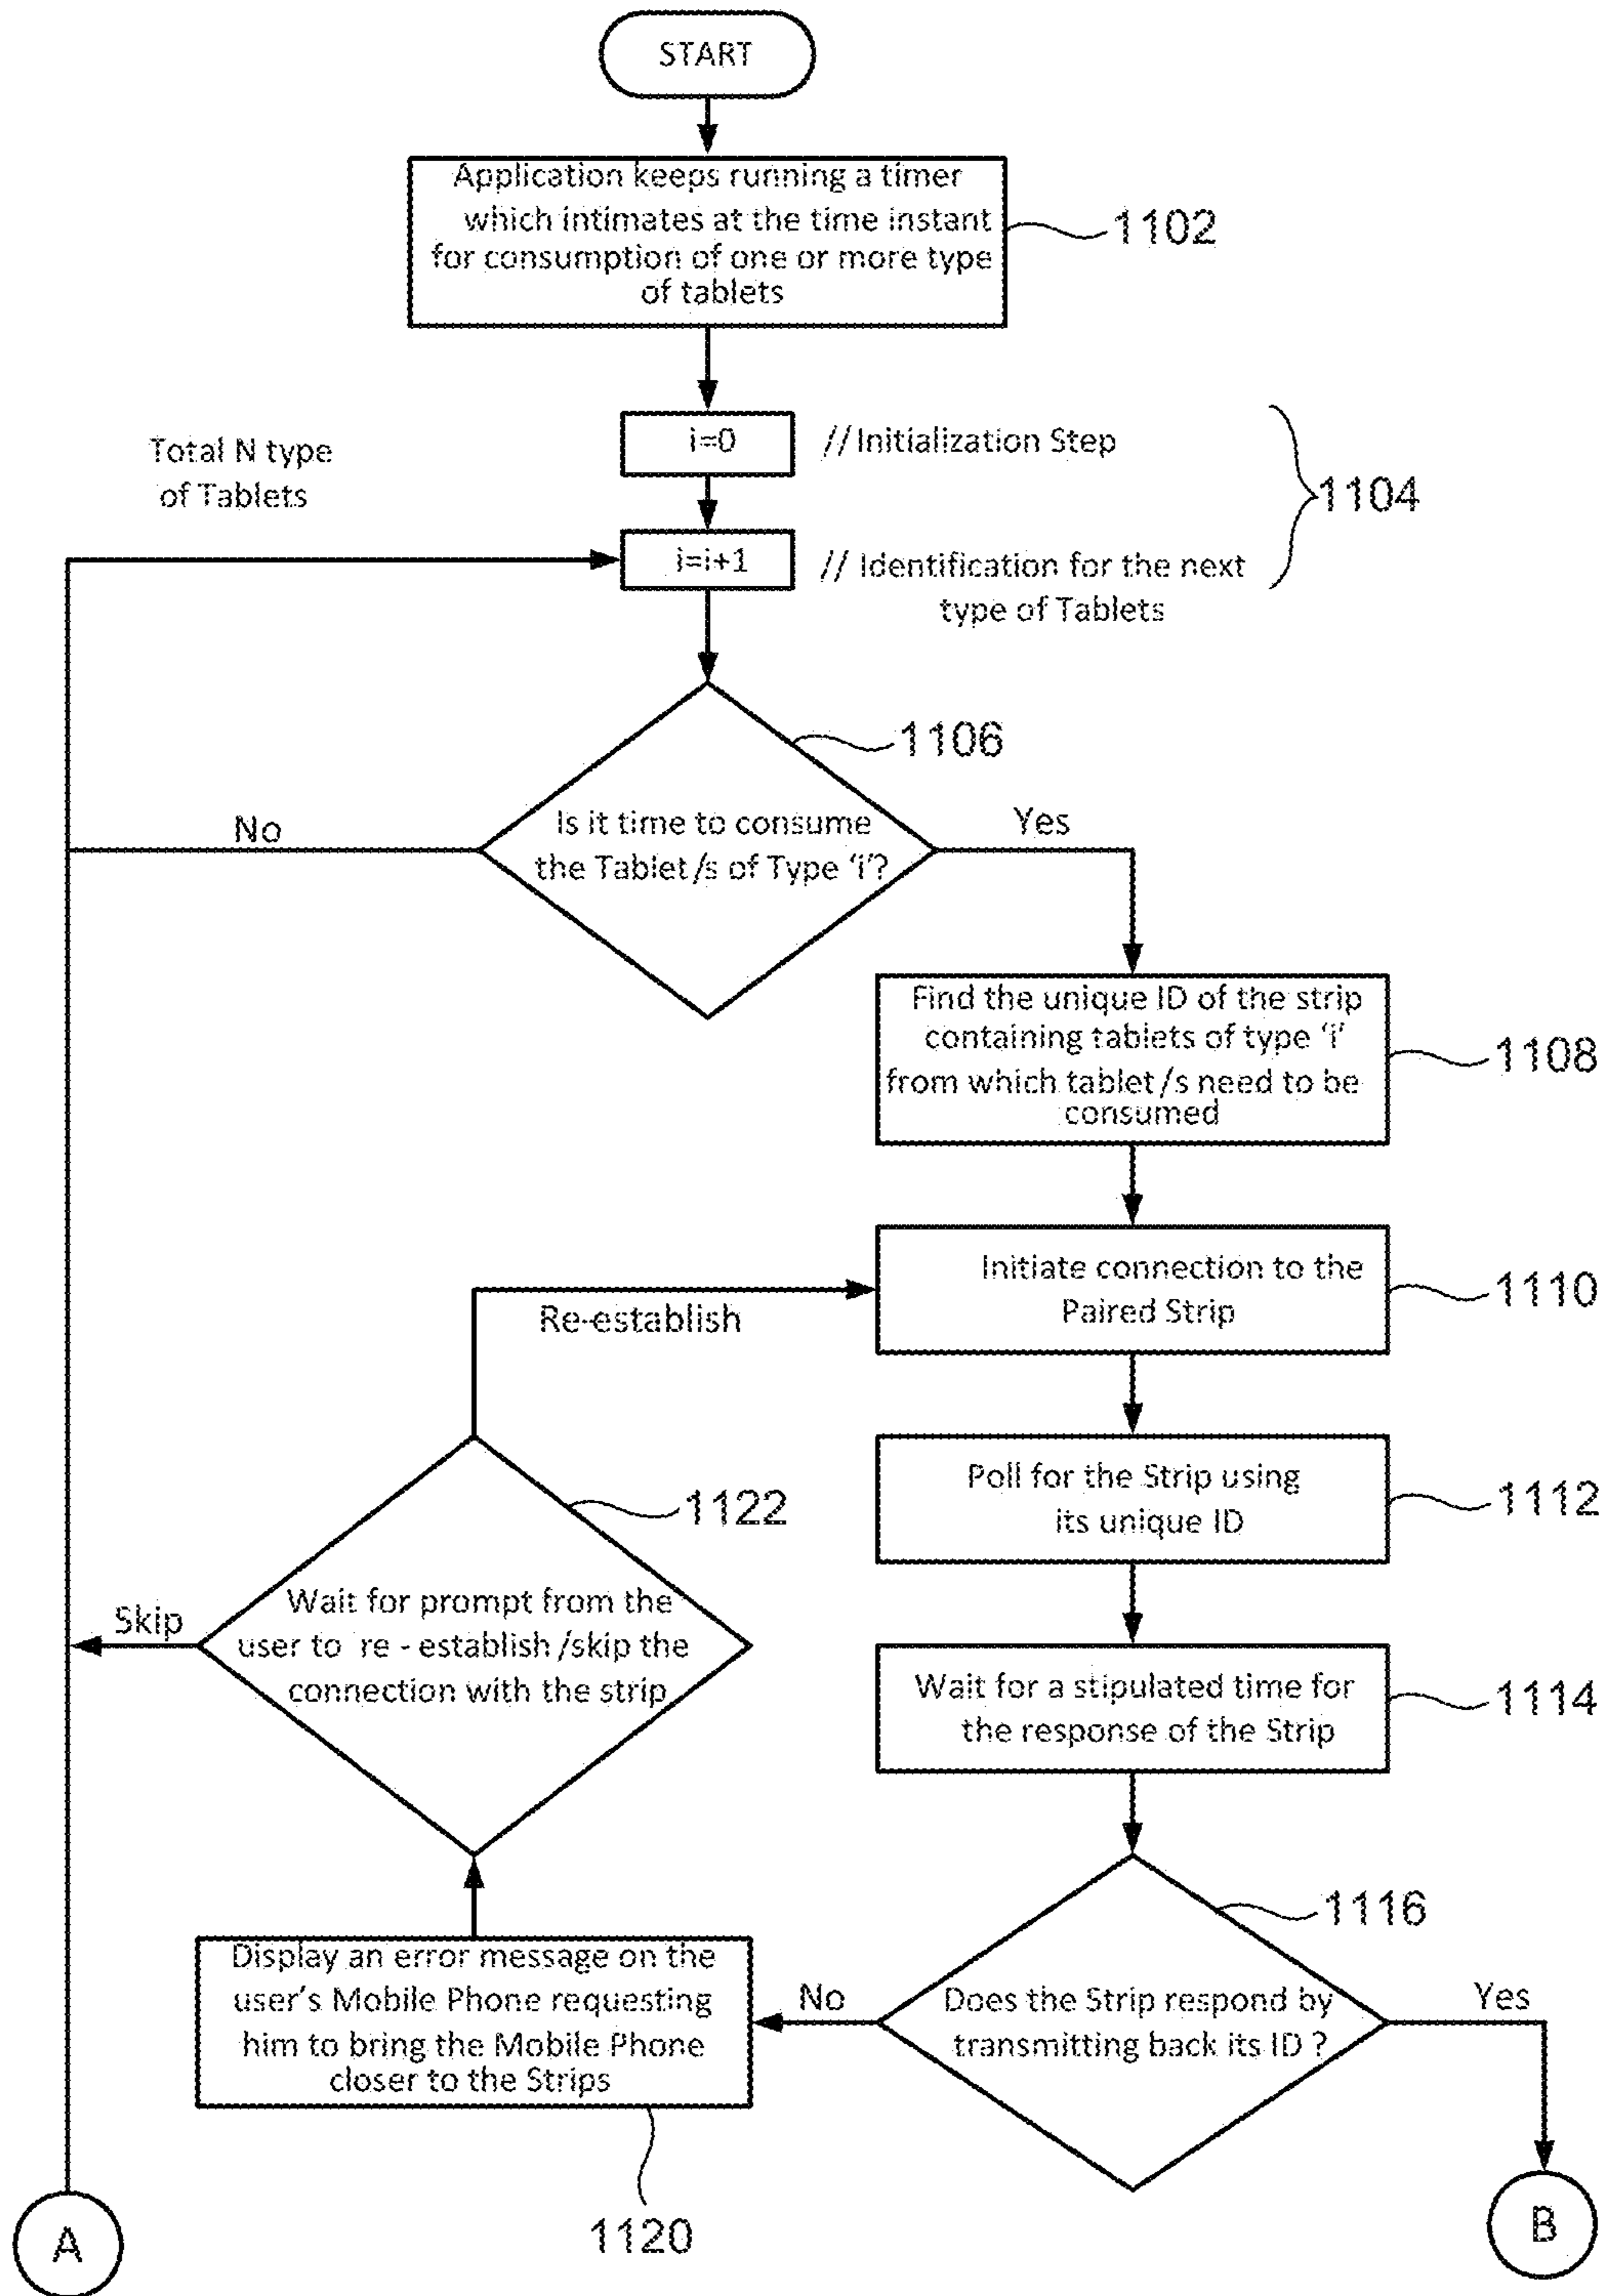 START
Application keeps running a timer
which intimates at the time instant
for consumption of one or more type
of tablets
1102
i=0
//Initialization Step
Total N type
of Tablets
1104
i=i+1
// Identification for the next
type of Tablets
1106
Is it time to consume
the Tablet/s of Type ‘i’?
No
Yes
Find the unique ID of the strip
containing tablets of type ‘i’
from which tablet/s need to be
consumed
1108
Initiate connection to the
Paired Strip
1110
Re-establish
Poll for the Strip using
its unique ID
1112
1122
Wait for prompt from the
user to re - establish /skip the
connection with the strip
Skip
Wait for a stipulated time for
the response of the Strip
1114
1116
Does the Strip respond by
transmitting back its ID ?
No
Yes
Display an error message on the
user's Mobile Phone requesting
him to bring the Mobile Phone
closer to the Strips
1120
A
B